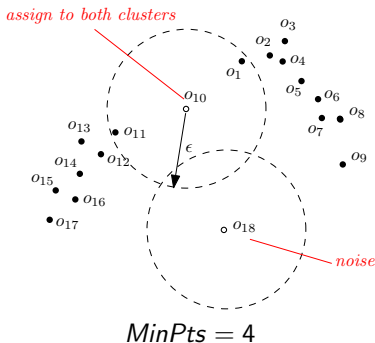 assign to both clusters
o3
o2
o4
o1
o5
o10
o6
o7
o8
o13
o11
ϵ
o12
o9
o14
o15
o16
o17
o18
noise
MinPts = 4